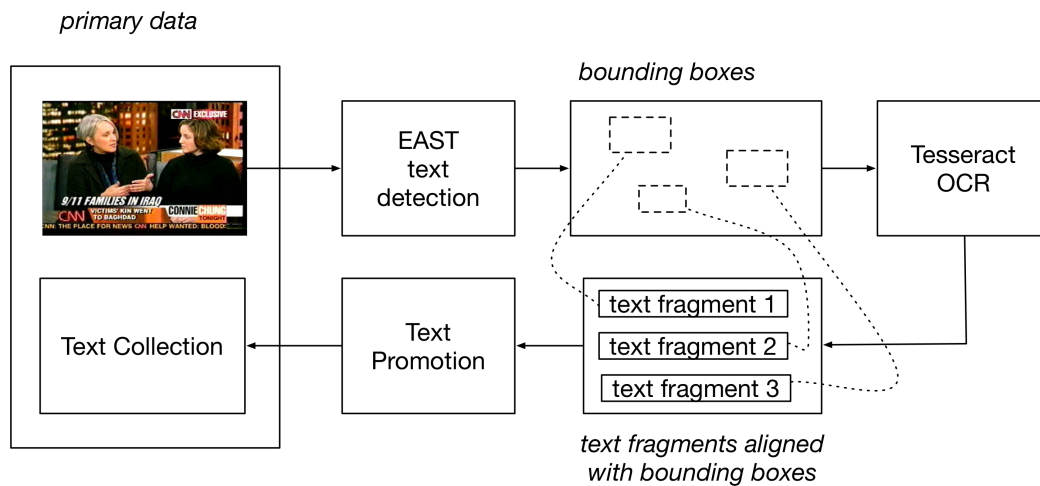 primary data
CNN EXCLUSIVE
9/11 FAMILIES IN IRAQ
CNN
VICTIMS' KIN WENT
TO BAGHDAD
CONNIE CHUNG
TONIGHT
CNN: THE PLACE FOR NEWS CNN HELP WANTED: BLOOD
EAST
text
detection
bounding boxes
Tesseract
OCR
Text Collection
Text
Promotion
text fragment 1
text fragment 2
text fragment 3
text fragments aligned
with bounding boxes